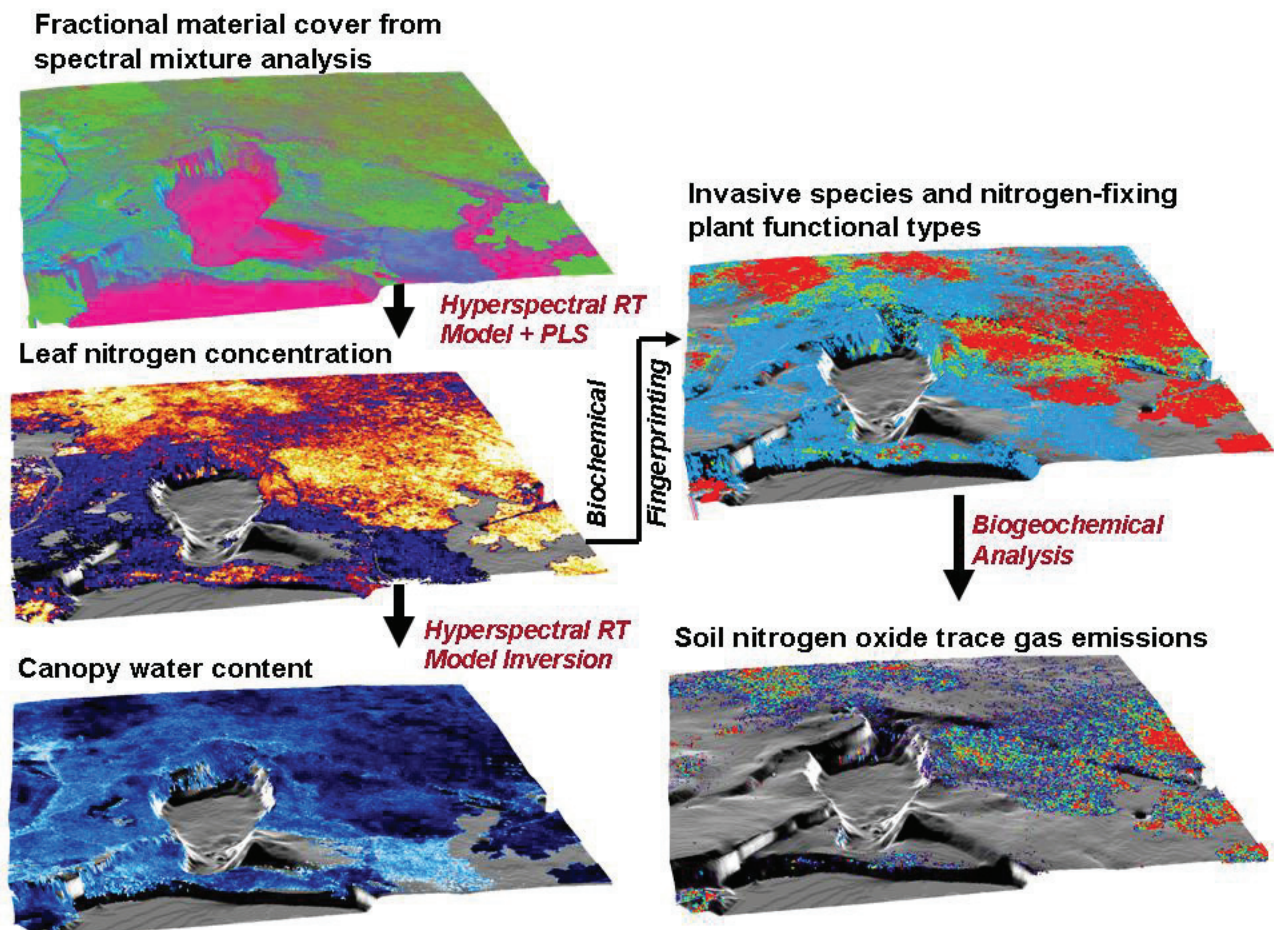 Fractional material cover from
spectral mixture analysis
Hyperspectral RT
Model + PLS
Leaf nitrogen concentration
Hyperspectral RT
Model Inversion
Canopy water content
Biochemical
Fingerprinting
Invasive species and nitrogen-fixing
plant functional types
Biogeochemical
Analysis
Soil nitrogen oxide trace gas emissions